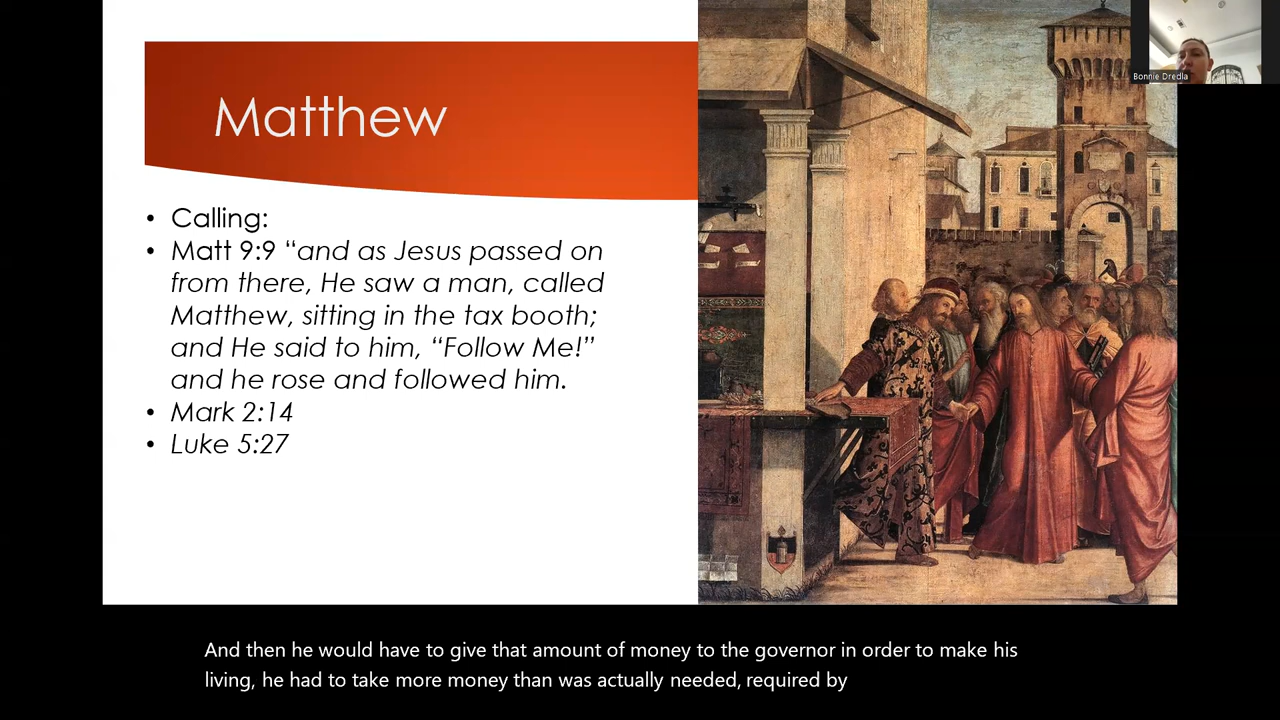 Matthew
• Calling:
• Matt 9:9 “and as Jesus passed on
from there, He saw a man, called
Matthew, sitting in the tax booth;
and He said to him, “Follow Me!”
and he rose and followed him.
• Mark 2:14
• Luke 5:27
Bonnie Dredla
And then he would have to give that amount of money to the governor in order to make his
living, he had to take more money than was actually needed, required by